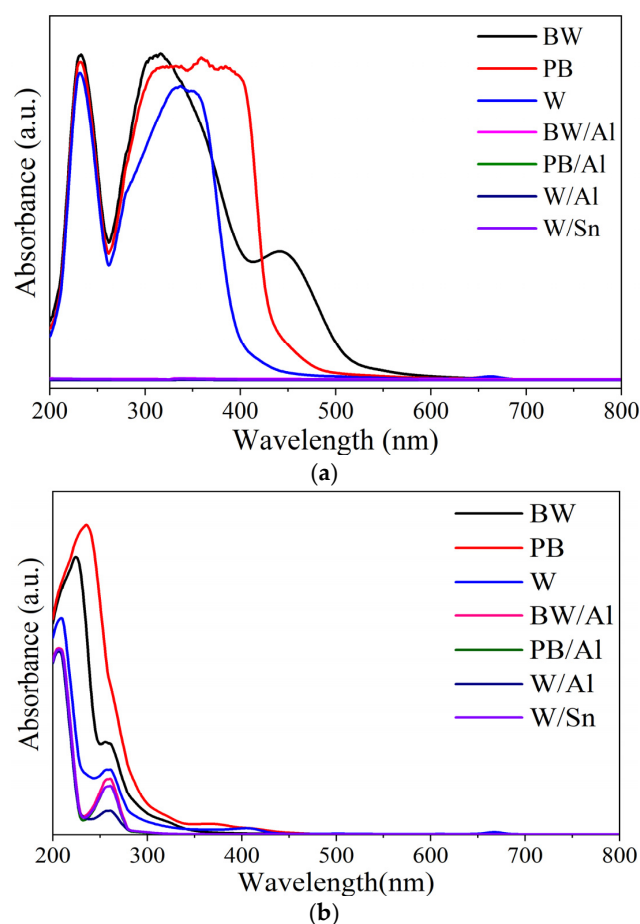 Absorbance (a.u.)
BW
PB
W
BW/Al
PB/Al
W/Al
W/Sn
200 300 400 500 600 700 800
Wavelength (nm)
(a)
Absorbance (a.u.)
BW
PB
W
BW/Al
PB/Al
W/Al
W/Sn
200 300 400 500 600 700 800
Wavelength(nm)
(b)